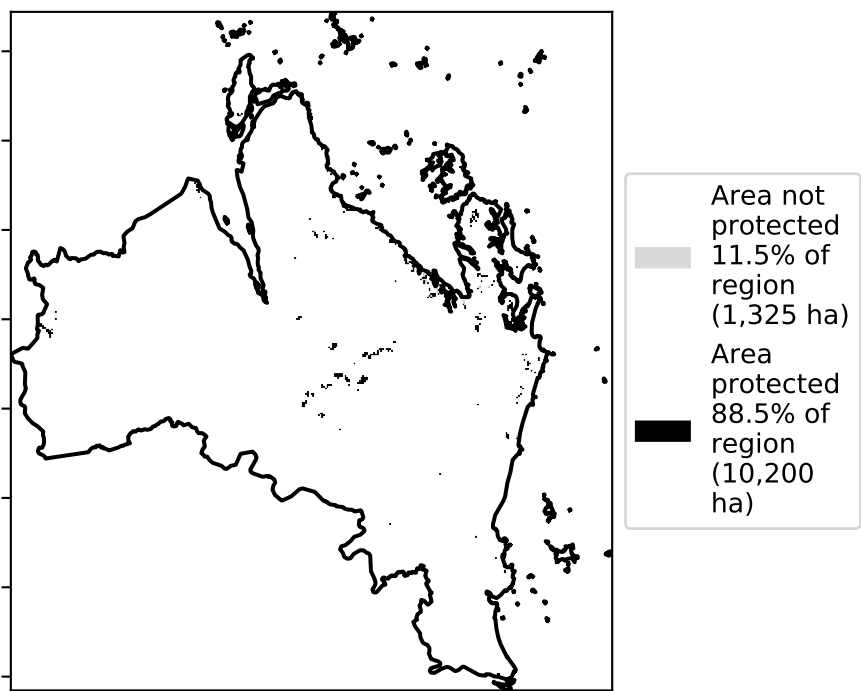 Area not
protected
11.5% of
region
(1,325 ha)
Area
protected
88.5% of
region
(10,200
ha)